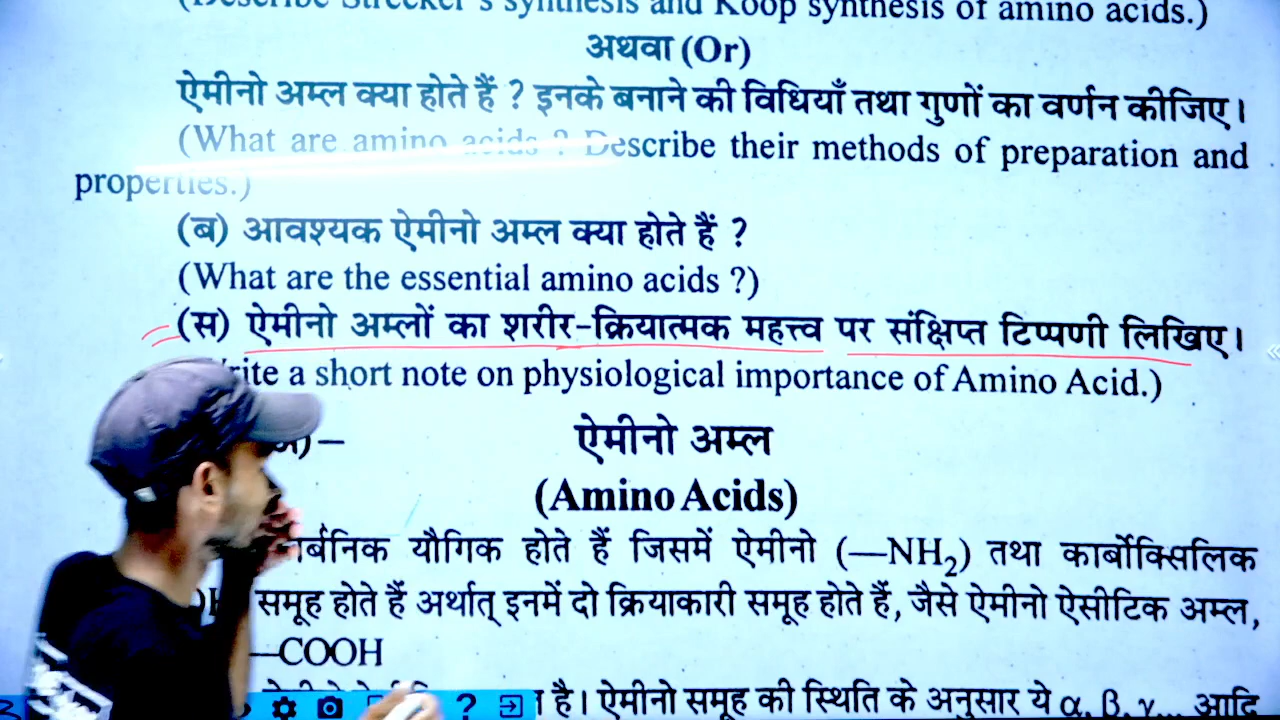 (Describe Strecker's synthesis and Koop synthesis of amino acids.)
अथवा (Or)
ऐमीनो अम्ल क्या होते हैं ? इनके बनाने की विधियाँ तथा गुणों का वर्णन कीजिए।
(What are amino acids ? Describe their methods of preparation and
properties.)
(ब) आवश्यक ऐमीनो अम्ल क्या होते हैं ?
(What are the essential amino acids ?)
(स) ऐमीनो अम्लों का शरीर-क्रियात्मक महत्त्व पर संक्षिप्त टिप्पणी लिखिए।
a short note on physiological importance of Amino Acid.)
ऐमीनो अम्ल
(Amino Acids)
यौगिक होते हैं जिसमें ऐमीनो (—NH₂) तथा कार्बोक्सिलिक
समूह होते हैं अर्थात् इनमें दो क्रियाकारी समूह होते हैं, जैसे ऐमीनो ऐसीटिक अम्ल,
—COOH
है। ऐमीनो समूह की स्थिति के अनुसार ये α, β, γ... आदि